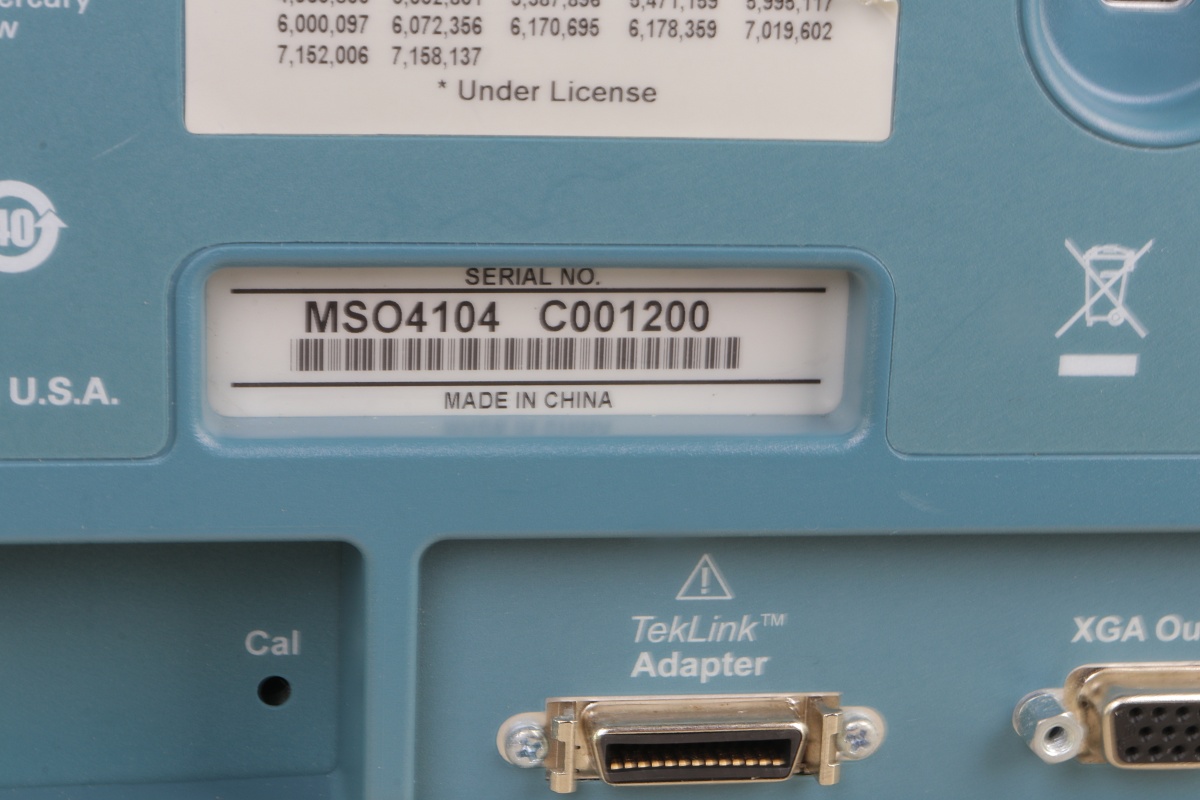 6,000,097 6,072,356 6,170,695 6,178,359 7,019,602
7,152,006 7,158,137
* Under License
40
SERIAL NO.
MSO4104 C001200
U.S.A.
MADE IN CHINA
Cal
TekLink™
Adapter
XGA